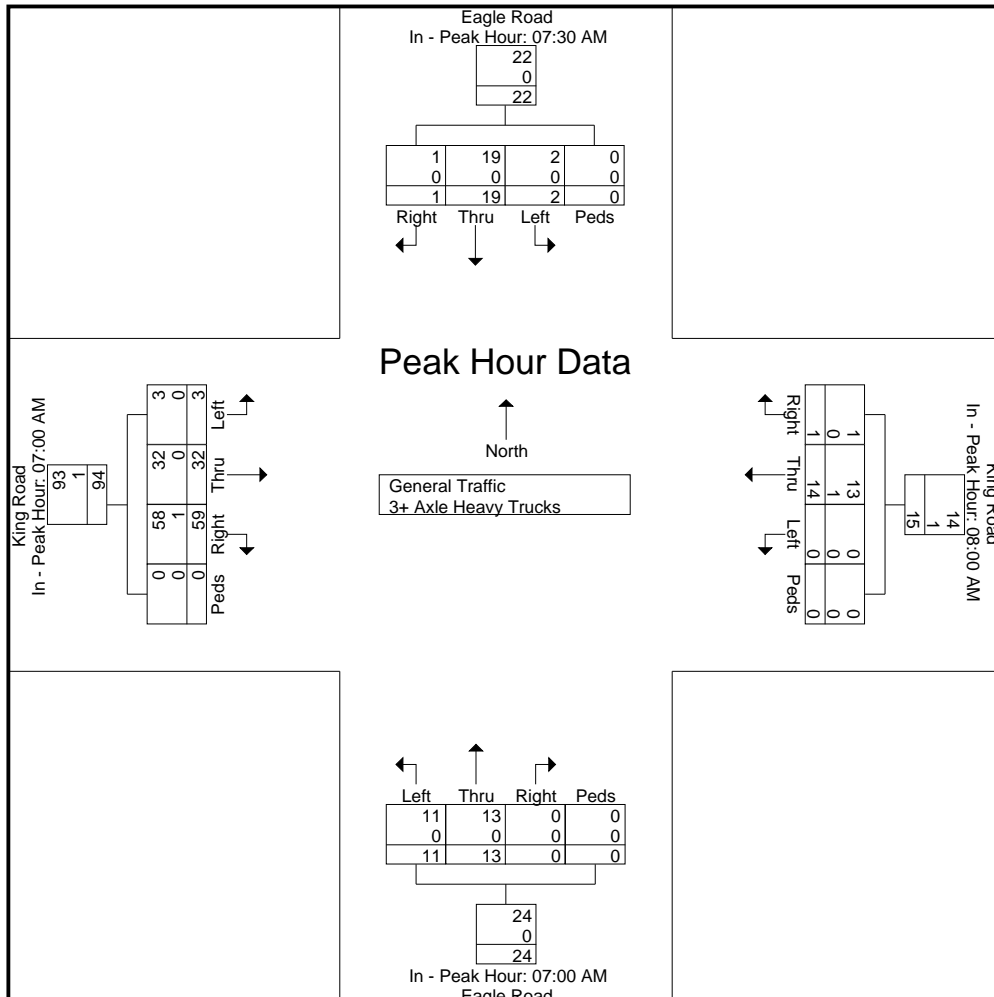 Eagle Road
In - Peak Hour: 07:30 AM
22
0
22
1 19 2 0
0 0 0 0
1 19 2 0
Right Thru Left Peds
Peak Hour Data
North
General Traffic
3+ Axle Heavy Trucks
King Road
In - Peak Hour: 07:00 AM
93
1
94
3 32 58 0
0 0 1 0
3 32 59 0
Left Thru Right Peds
King Road
In - Peak Hour: 08:00 AM
14
1
15
1 13 0 0
0 1 0 0
1 14 0 0
Right Thru Left Peds
Left Thru Right Peds
11 13 0 0
0 0 0 0
11 13 0 0
24
0
24
In - Peak Hour: 07:00 AM
Eagle Road